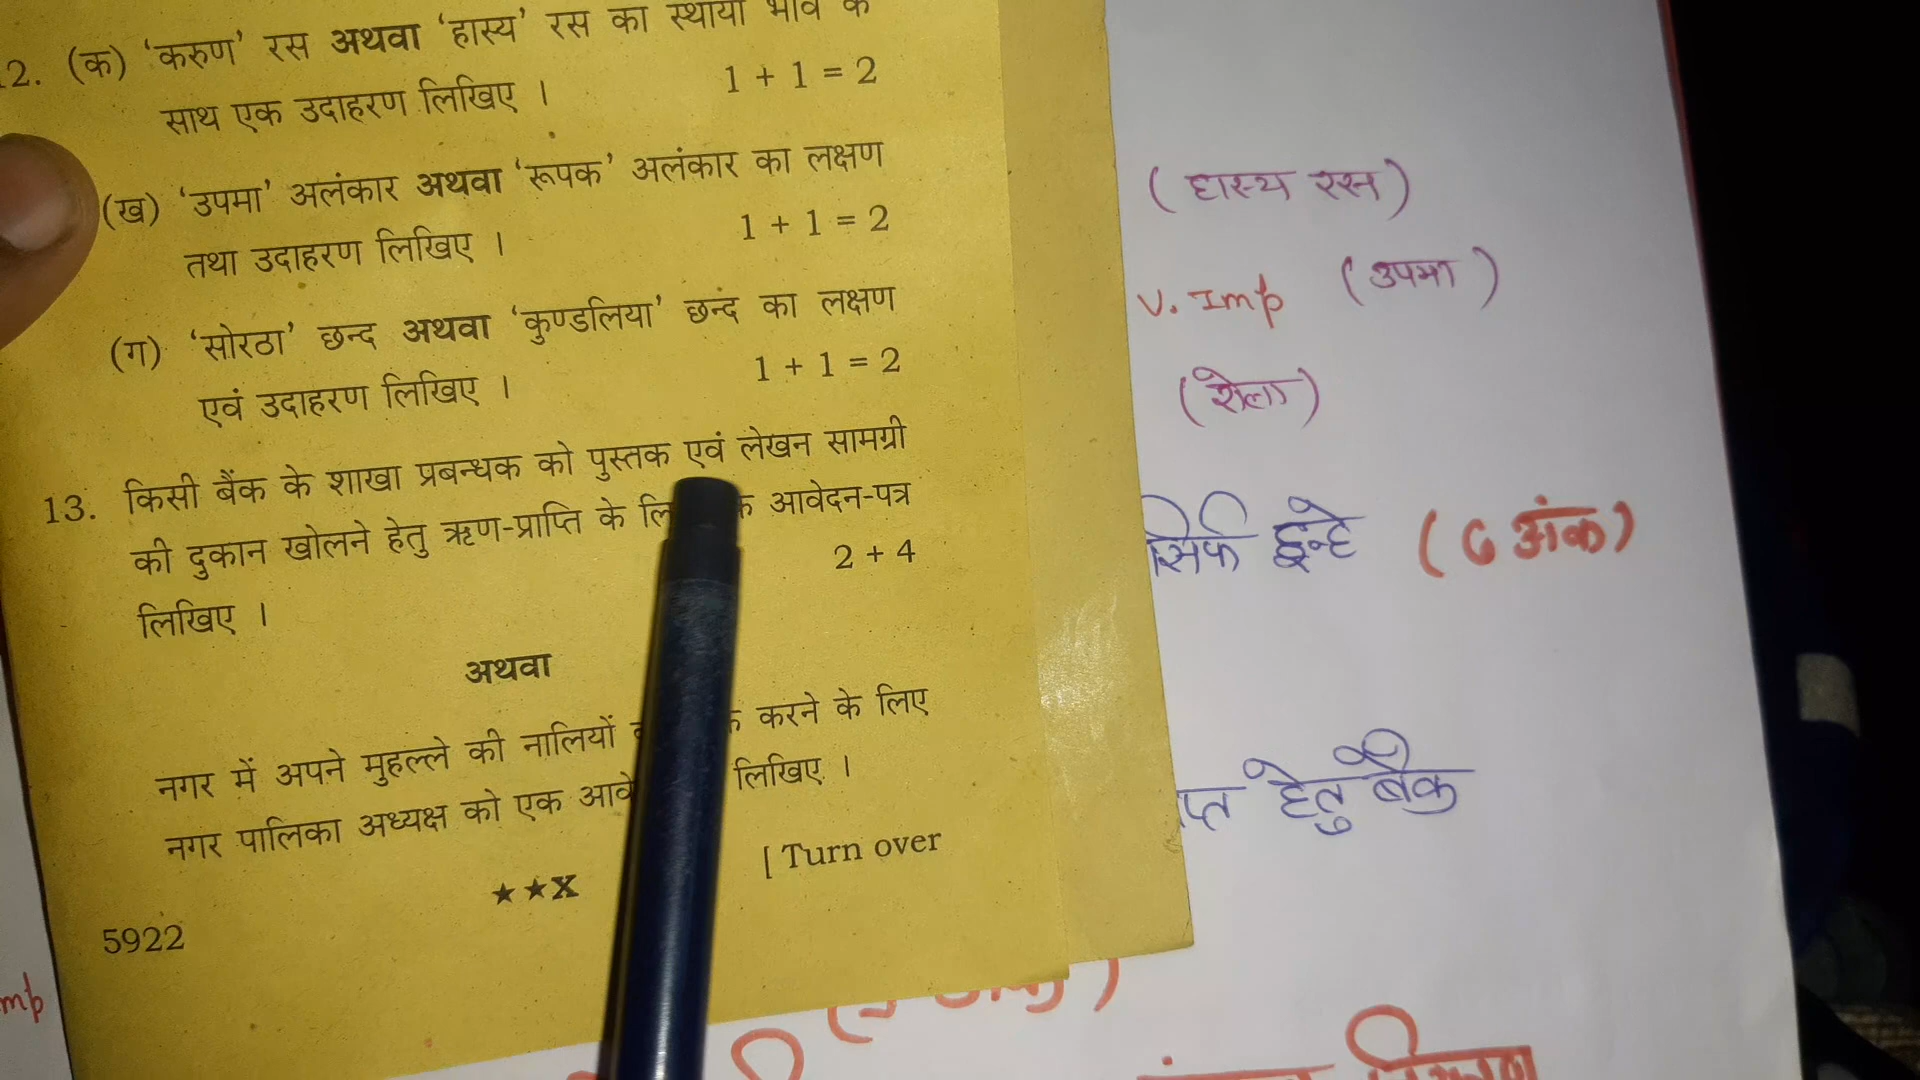 2. (क) 'करुण' रस अथवा 'हास्य' रस का स्थायी भाव के
साथ एक उदाहरण लिखिए । 1 + 1 = 2
(ख) 'उपमा' अलंकार अथवा 'रूपक' अलंकार का लक्षण
तथा उदाहरण लिखिए । 1 + 1 = 2
(ग) 'सोरठा' छन्द अथवा 'कुण्डलिया' छन्द का लक्षण
एवं उदाहरण लिखिए । 1 + 1 = 2
13. किसी बैंक के शाखा प्रबन्धक को पुस्तक एवं लेखन सामग्री
की दुकान खोलने हेतु ऋण-प्राप्ति के लि आवेदन-पत्र
लिखिए । 2 + 4
अथवा
नगर में अपने मुहल्ले की नालियों करने के लिए
नगर पालिका अध्यक्ष को एक आवे लिखिए ।
[ Turn over
★★X
5922
(हास्य रस)
v. Imp (उपमा)
(रोला)
सिर्फ इन्हे (6 अंक)
प्त हेतु बैंक
mp